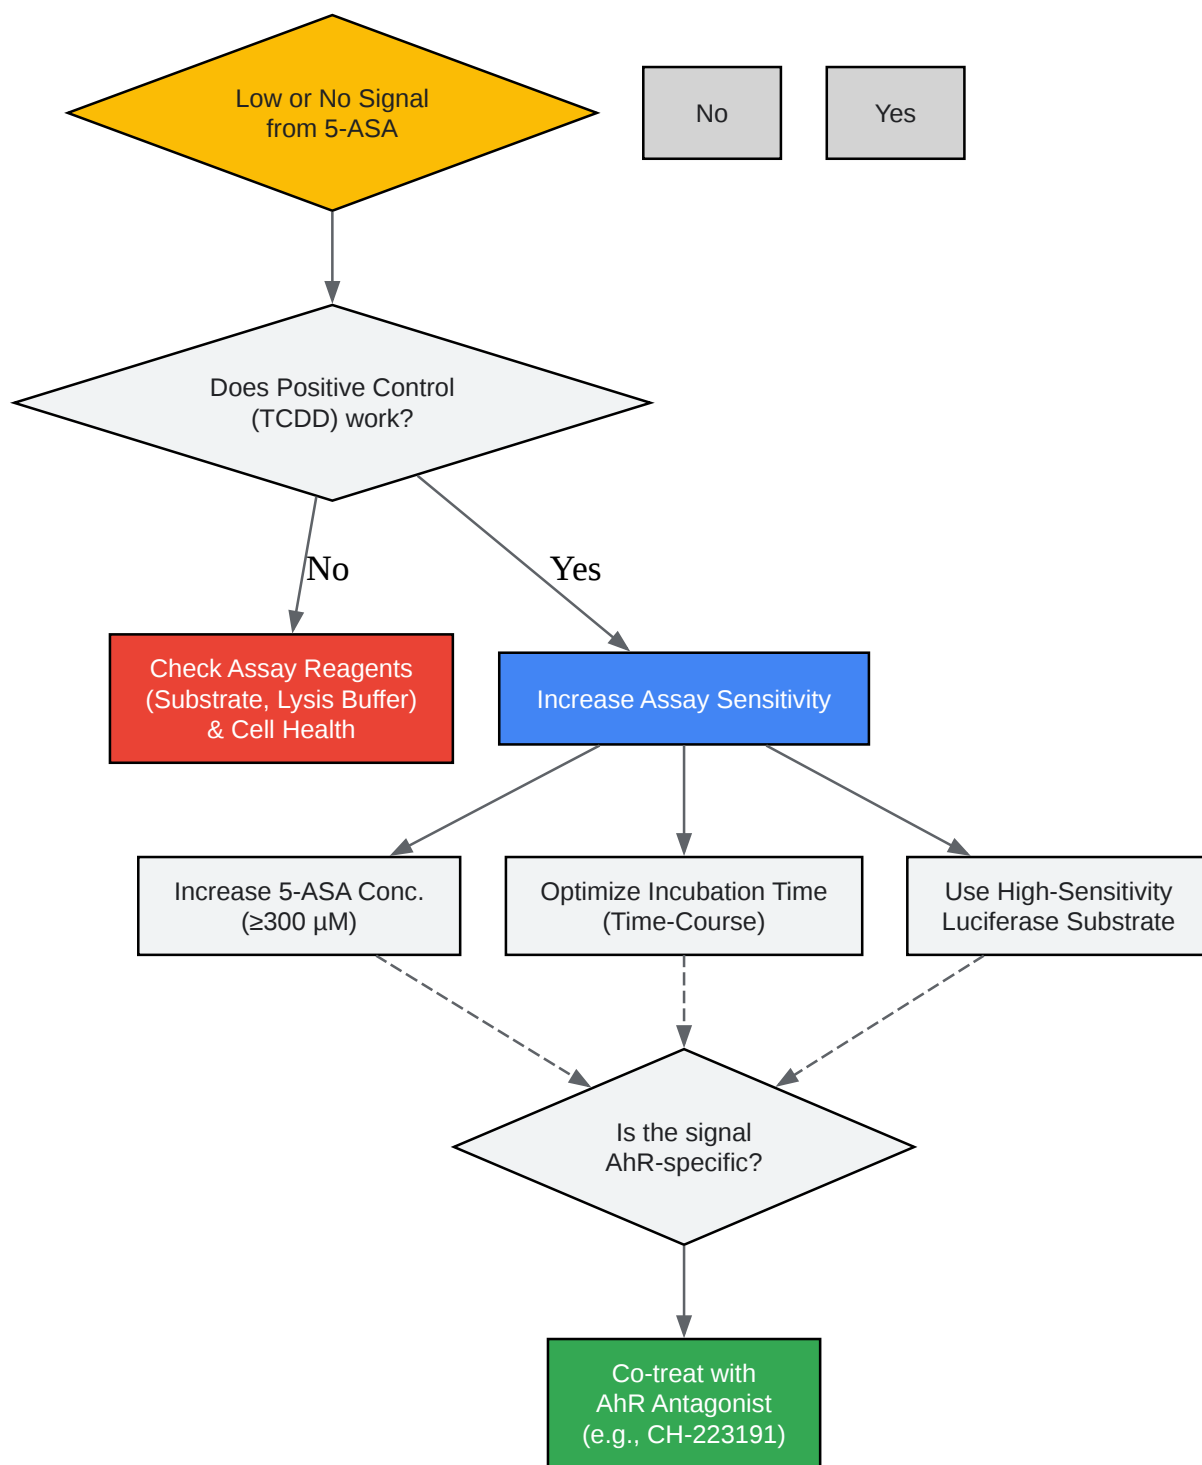 Low or No Signal
from 5-ASA
No
Yes
Does Positive Control
(TCDD) work?
No
Yes
Check Assay Reagents
(Substrate, Lysis Buffer)
& Cell Health
Increase Assay Sensitivity
Increase 5-ASA Conc.
(≥300 µM)
Optimize Incubation Time
(Time-Course)
Use High-Sensitivity
Luciferase Substrate
Is the signal
AhR-specific?
Co-treat with
AhR Antagonist
(e.g., CH-223191)